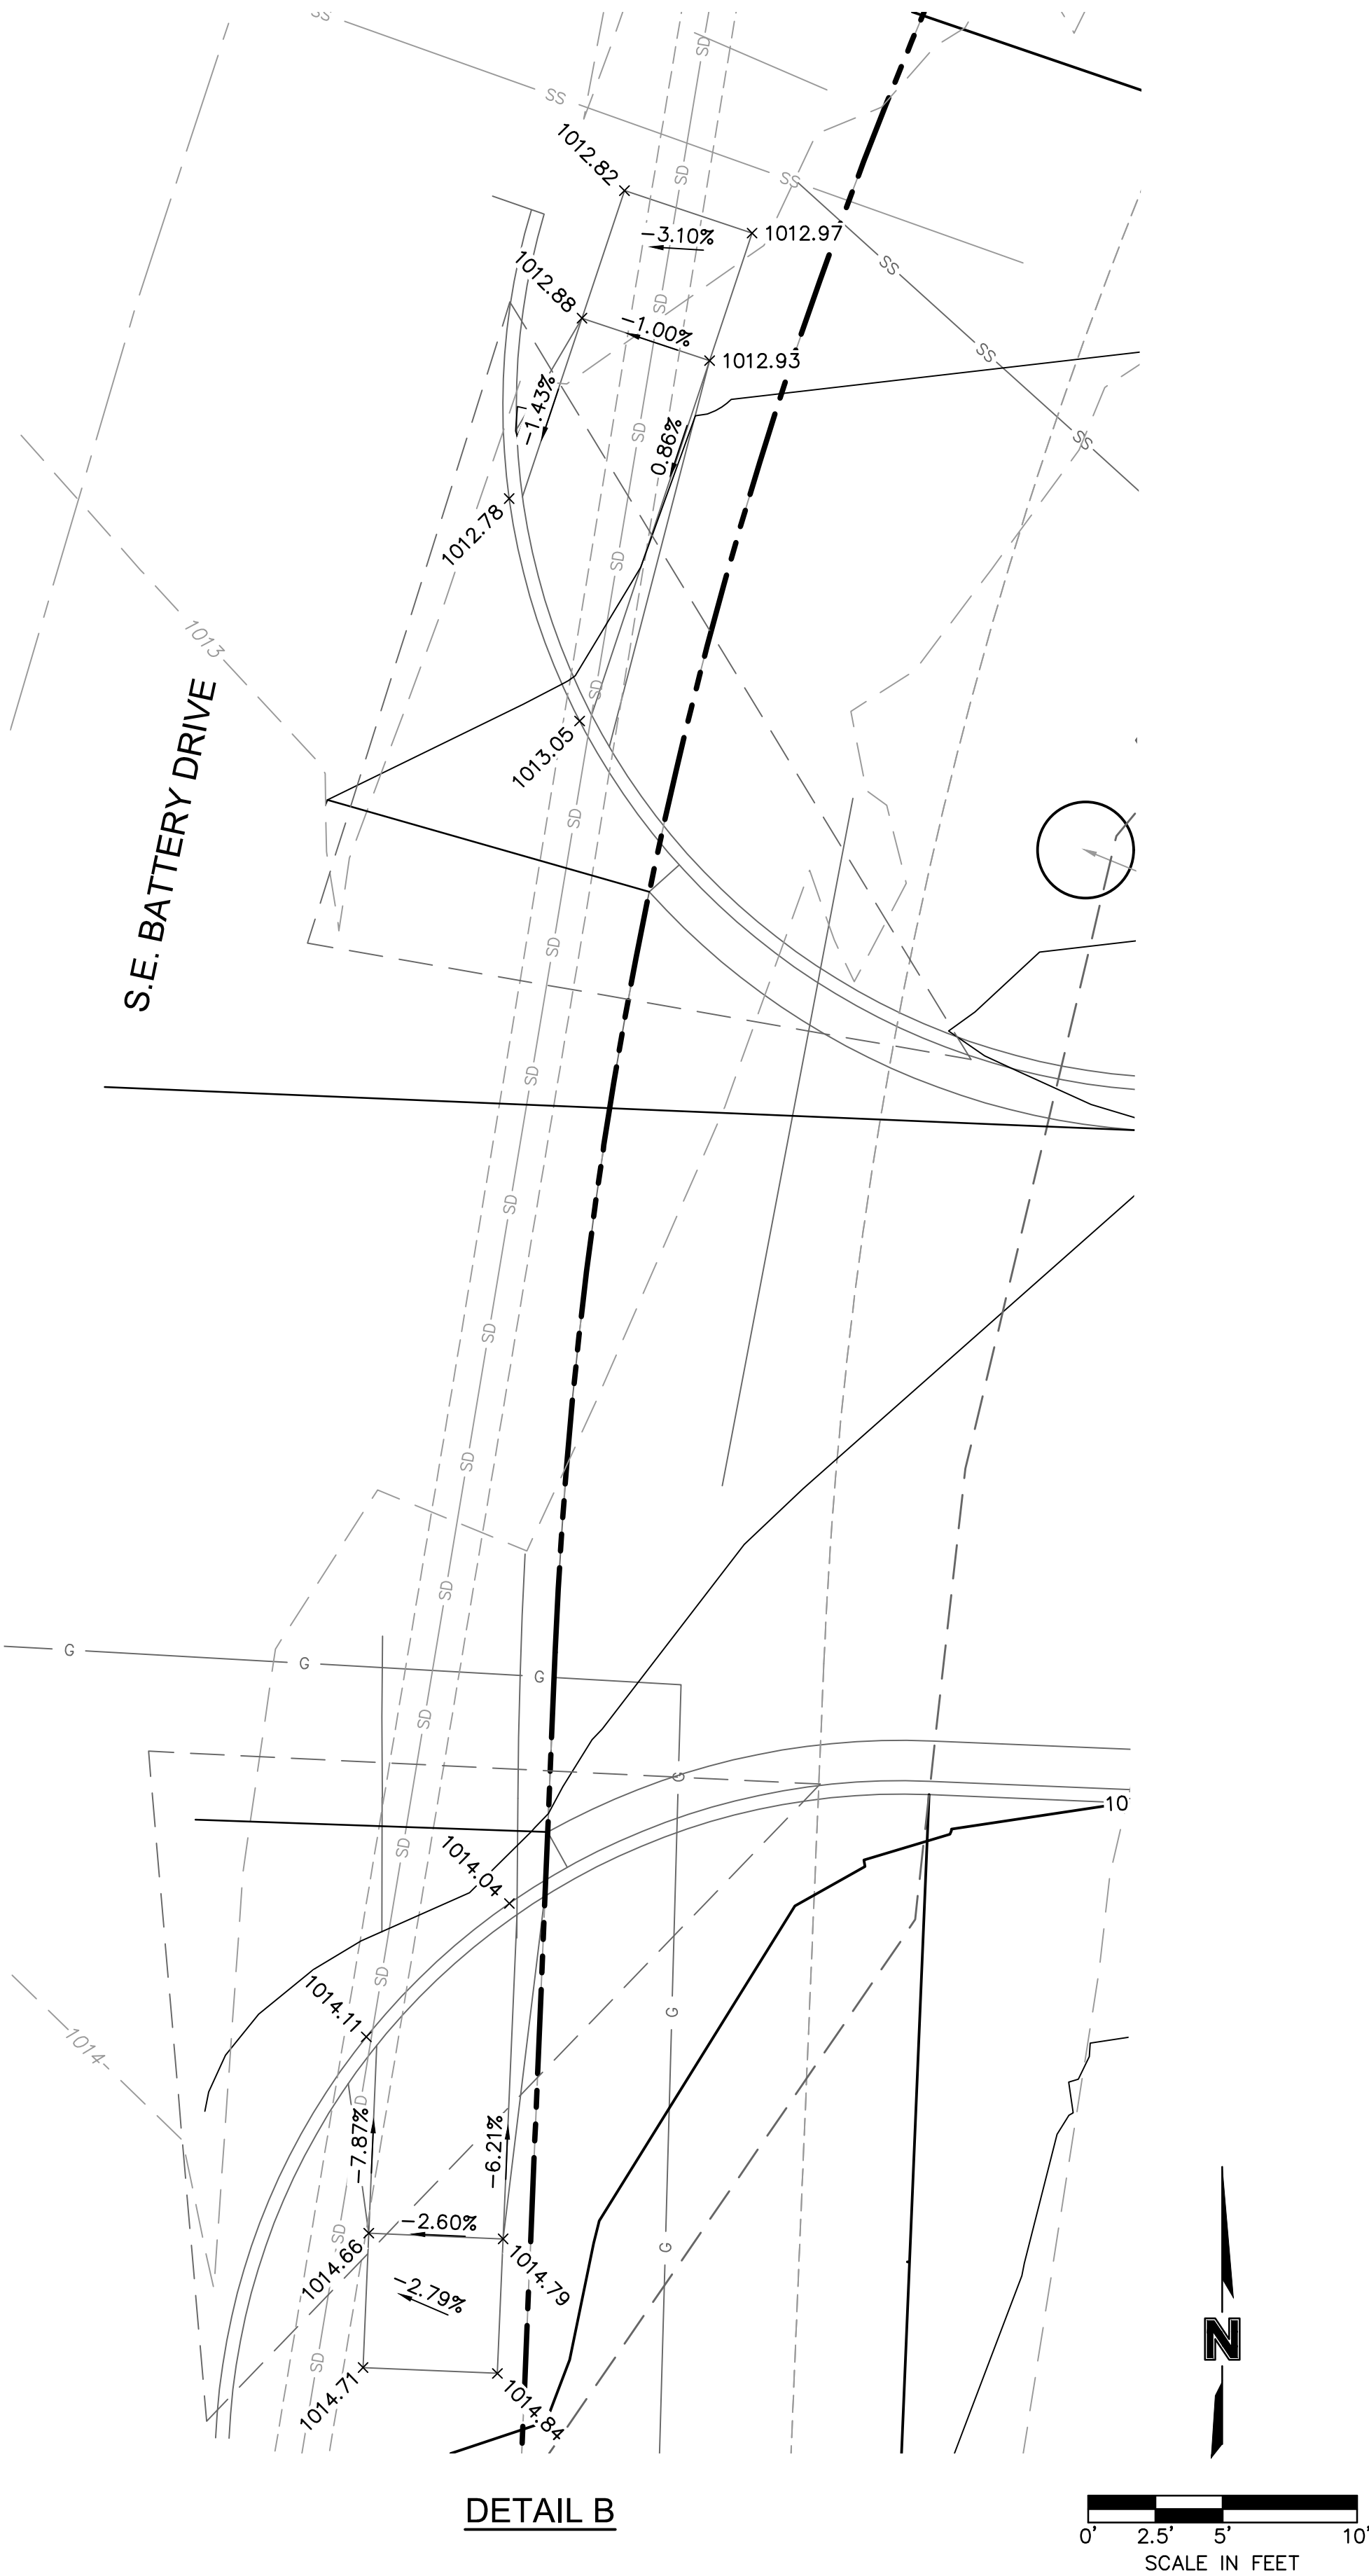 SS
SD
SS
1012.82
SD
SS
1012.97
-3.10%
1012.88
SS
SD
-1.00%
1012.93
SS
-1.43%
SD
0.86%
SS
1012.78
SD
1013
SD
1013.05
S.E. BATTERY DRIVE
SD
SD
SD
SD
SD
SD
SD
G
G
G
SD
G
10
SD
1014.04
SD
1014.11
G
1014
D
-7.87%
-6.21%
-2.60%
SD
G
1014.66
1014.79
-2.79%
SD
1014.71
1014.84
N
DETAIL B
0' 2.5' 5' 10'
SCALE IN FEET